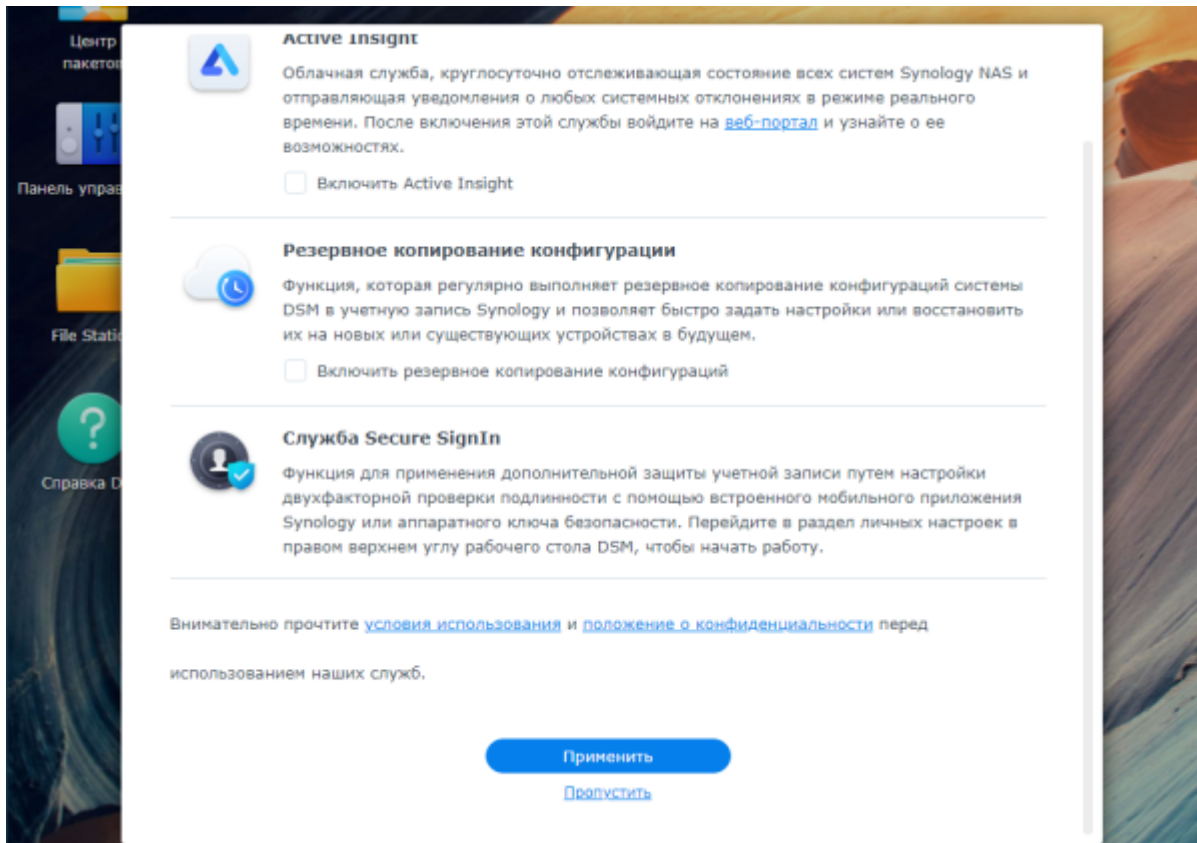 Центр
пакетов
Панель управ
File Static
Справка D
Active Insight
Облачная служба, круглосуточно отслеживающая состояние всех систем Synology NAS и
отправляющая уведомления о любых системных отклонениях в режиме реального
времени. После включения этой службы войдите на веб-портал и узнайте о ее
возможностях.
Включить Active Insight
Резервное копирование конфигурации
Функция, которая регулярно выполняет резервное копирование конфигураций системы
DSM в учетную запись Synology и позволяет быстро задать настройки или восстановить
их на новых или существующих устройствах в будущем.
Включить резервное копирование конфигураций
Служба Secure SignIn
Функция для применения дополнительной защиты учетной записи путем настройки
двухфакторной проверки подлинности с помощью встроенного мобильного приложения
Synology или аппаратного ключа безопасности. Перейдите в раздел личных настроек в
правом верхнем углу рабочего стола DSM, чтобы начать работу.
Внимательно прочтите условия использования и положение о конфиденциальности перед
использованием наших служб.
Применить
Пропустить